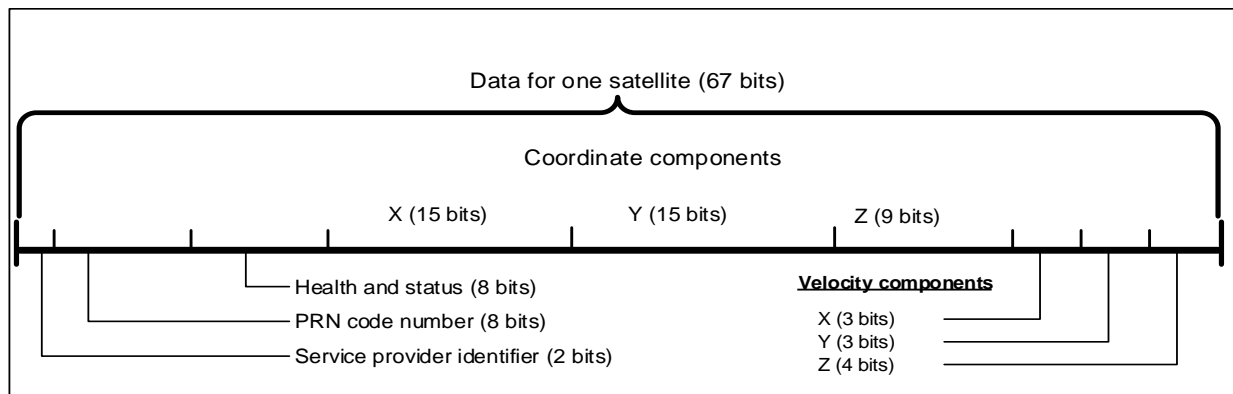 Data for one satellite (67 bits)
Coordinate components
X (15 bits)
Y (15 bits)
Z (9 bits)
Health and status (8 bits)
PRN code number (8 bits)
Service provider identifier (2 bits)
Velocity components
X (3 bits)
Y (3 bits)
Z (4 bits)